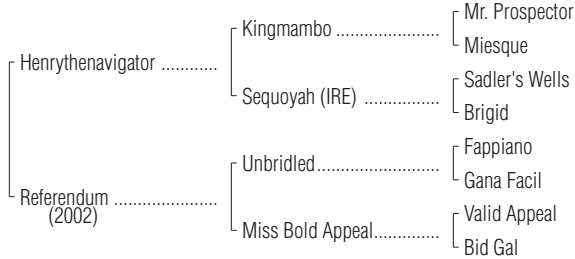 Mr. Prospector
Kingmambo ......................
Miesque
Henrythenavigator ............
Sadler's Wells
Sequoyah (IRE) ................
Brigid
Fappiano
Unbridled..........................
Gana Facil
Referendum ......................
(2002)
Valid Appeal
Miss Bold Appeal..............
Bid Gal